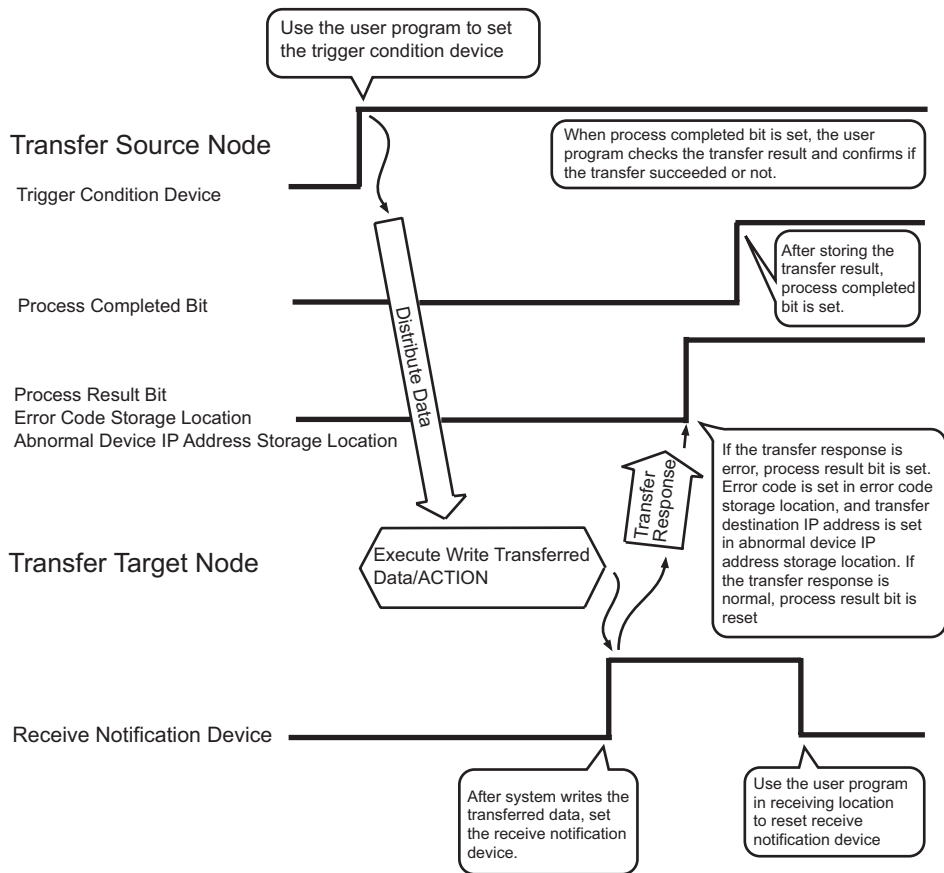 Use the user program to set
the trigger condition device
Transfer Source Node
Trigger Condition Device
When process completed bit is set, the user
program checks the transfer result and confirms if
the transfer succeeded or not.
Process Completed Bit
After storing the
transfer result,
process completed
bit is set.
Distribute Data
Process Result Bit
Error Code Storage Location
Abnormal Device IP Address Storage Location
If the transfer response is
error, process result bit is set.
Error code is set in error code
storage location, and transfer
destination IP address is set
in abnormal device IP
address storage location. If
the transfer response is
normal, process result bit is
reset
Transfer
Response
Transfer Target Node
Execute Write Transferred
Data/ACTION
Receive Notification Device
After system writes the
transferred data, set
the receive notification
device.
Use the user program
in receiving location
to reset receive
notification device